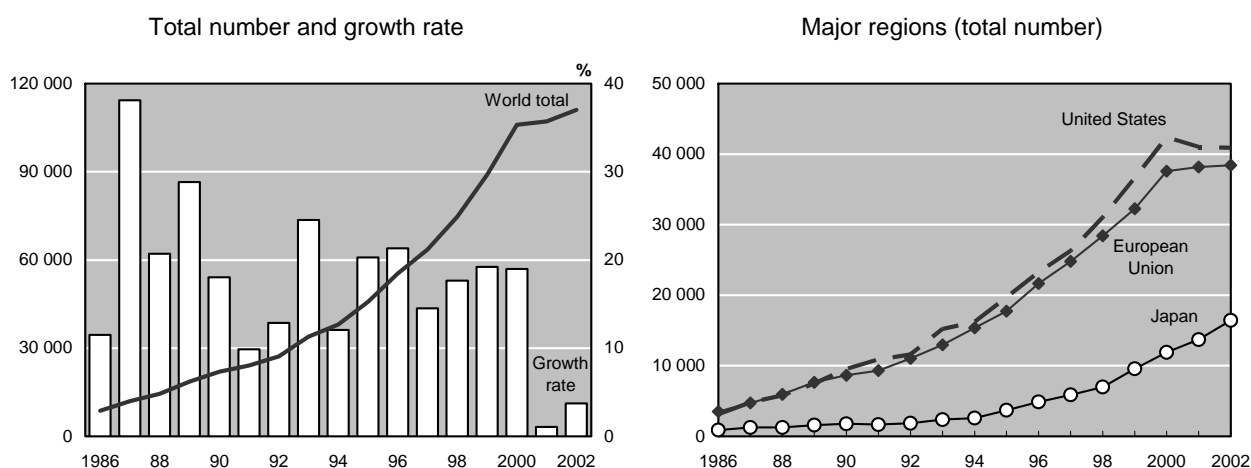 Total number and growth rate
120 000
90 000
60 000
30 000
0
%
40
30
20
10
0
World total
Growth
rate
1986 88 90 92 94 96 98 2000 2002
Major regions (total number)
50 000
40 000
30 000
20 000
10 000
0
United States
European
Union
Japan
1986 88 90 92 94 96 98 2000 2002